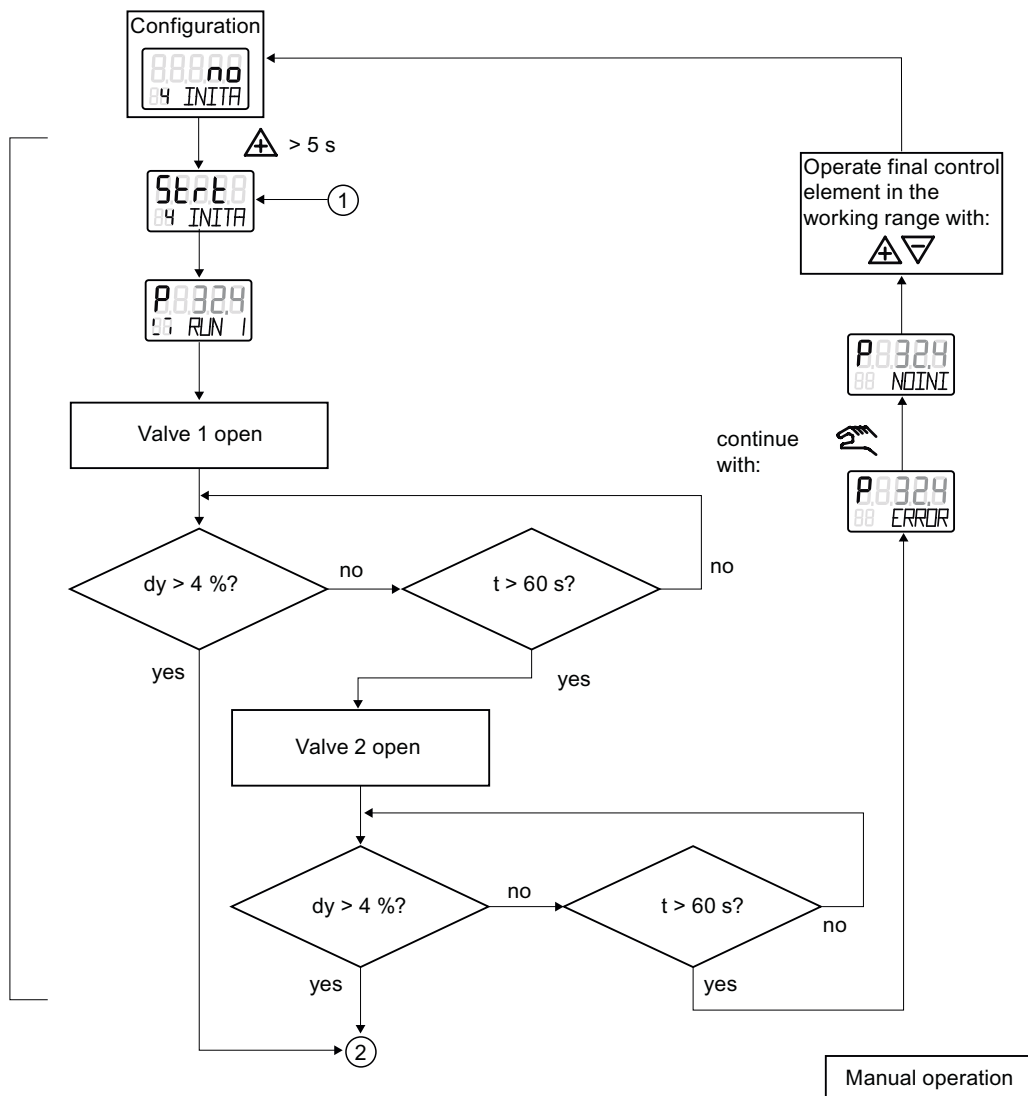 Configuration
no
4 INITA
> 5 s
Strt
4 INITA
1
P 32.4
RUN 1
Valve 1 open
dy > 4 %?
no
t > 60 s?
no
yes
yes
Valve 2 open
dy > 4 %?
no
t > 60 s?
no
yes
yes
2
Operate final control
element in the
working range with:
P 32.4
NOINI
continue
with:
P 32.4
ERROR
Manual operation